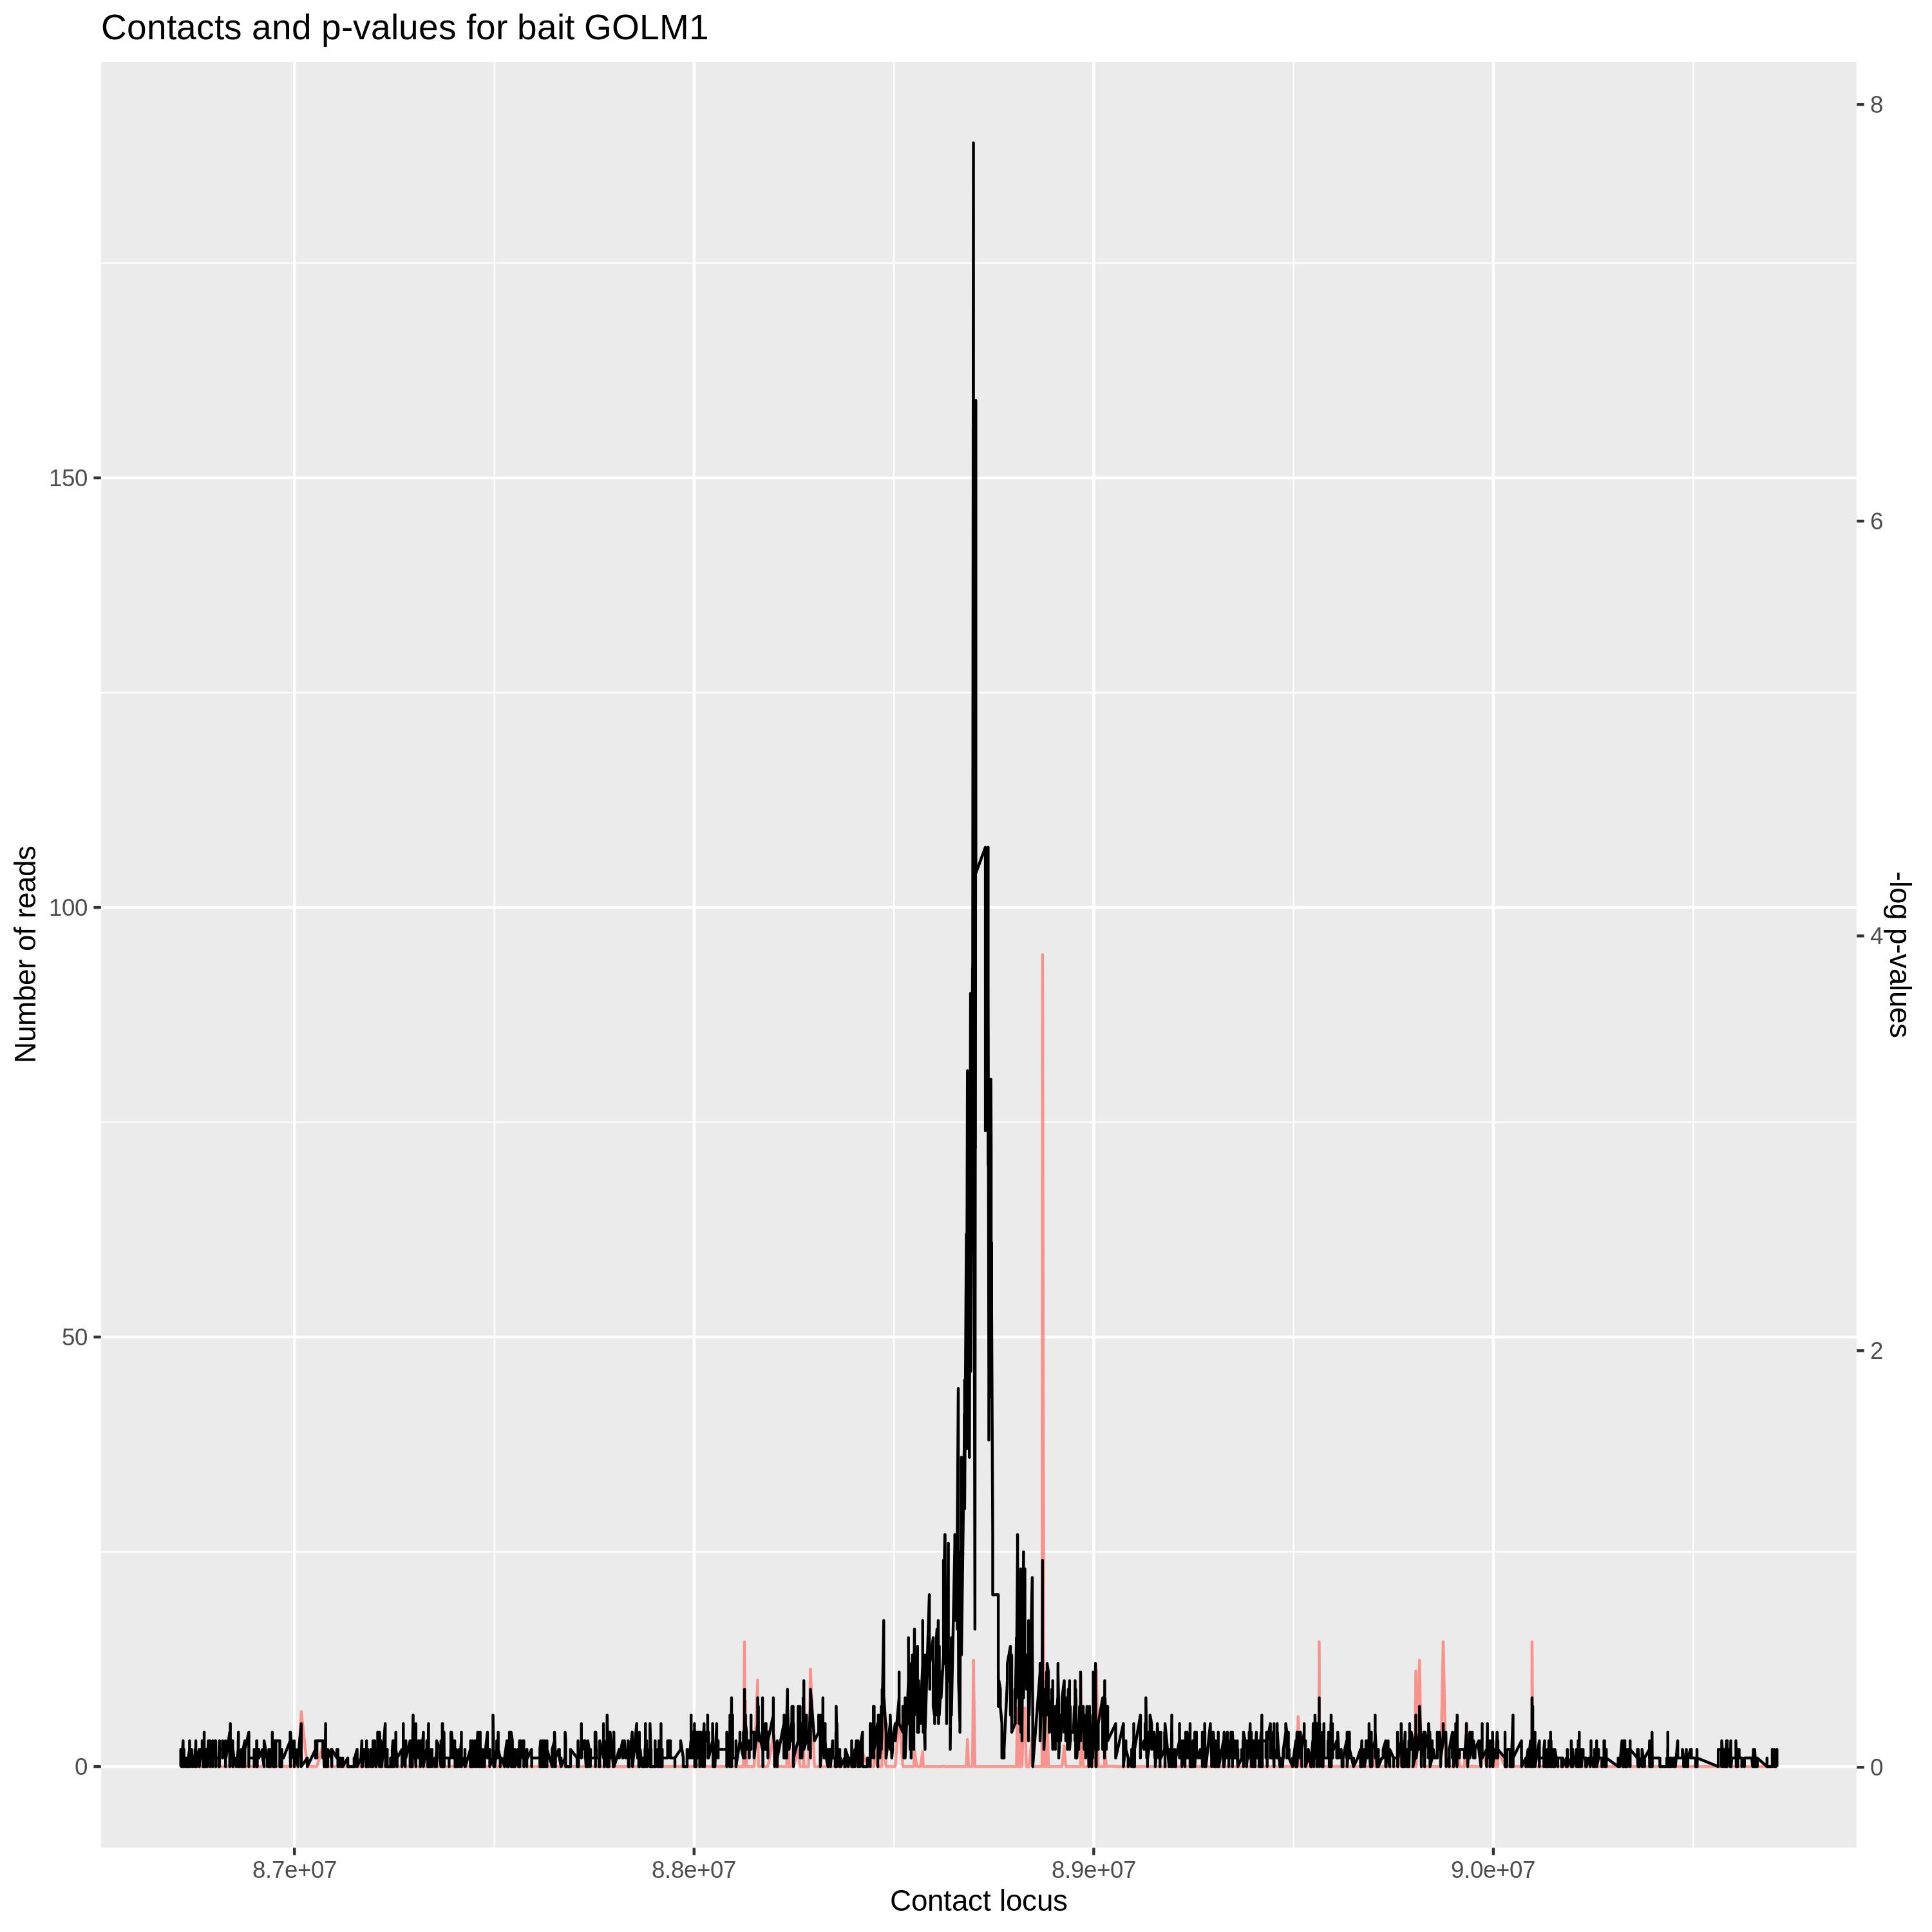 Contacts and p-values for bait GOLM1
8
150
6
100
4
50
2
0
0
Number of reads
-log p-values
8.7e+07
8.8e+07
8.9e+07
9.0e+07
Contact locus